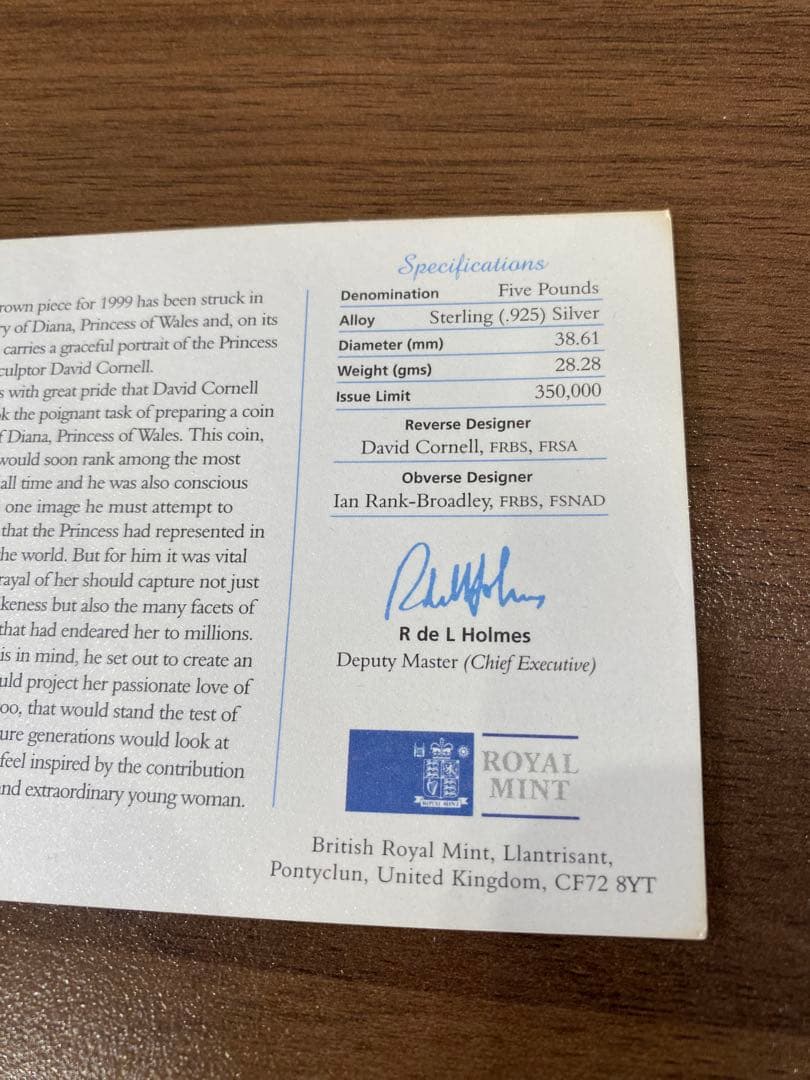 rown piece for 1999 has been struck in
ry of Diana, Princess of Wales and, on its
carries a graceful portrait of the Princess
culptor David Cornell.
s with great pride that David Cornell
k the poignant task of preparing a coin
f Diana, Princess of Wales. This coin,
would soon rank among the most
all time and he was also conscious
one image he must attempt to
that the Princess had represented in
he world. But for him it was vital
rayal of her should capture not just
keness but also the many facets of
that had endeared her to millions.
is in mind, he set out to create an
uld project her passionate love of
oo, that would stand the test of
ure generations would look at
feel inspired by the contribution
nd extraordinary young woman.
Specifications
Denomination Five Pounds
Alloy Sterling (.925) Silver
Diameter (mm) 38.61
Weight (gms) 28.28
Issue Limit 350,000
Reverse Designer
David Cornell, FRBS, FRSA
Obverse Designer
Ian Rank-Broadley, FRBS, FSNAD
R de L Holmes
Deputy Master (Chief Executive)
ROYAL MINT
ROYAL
MINT
British Royal Mint, Llantrisant,
Pontyclun, United Kingdom, CF72 8YT